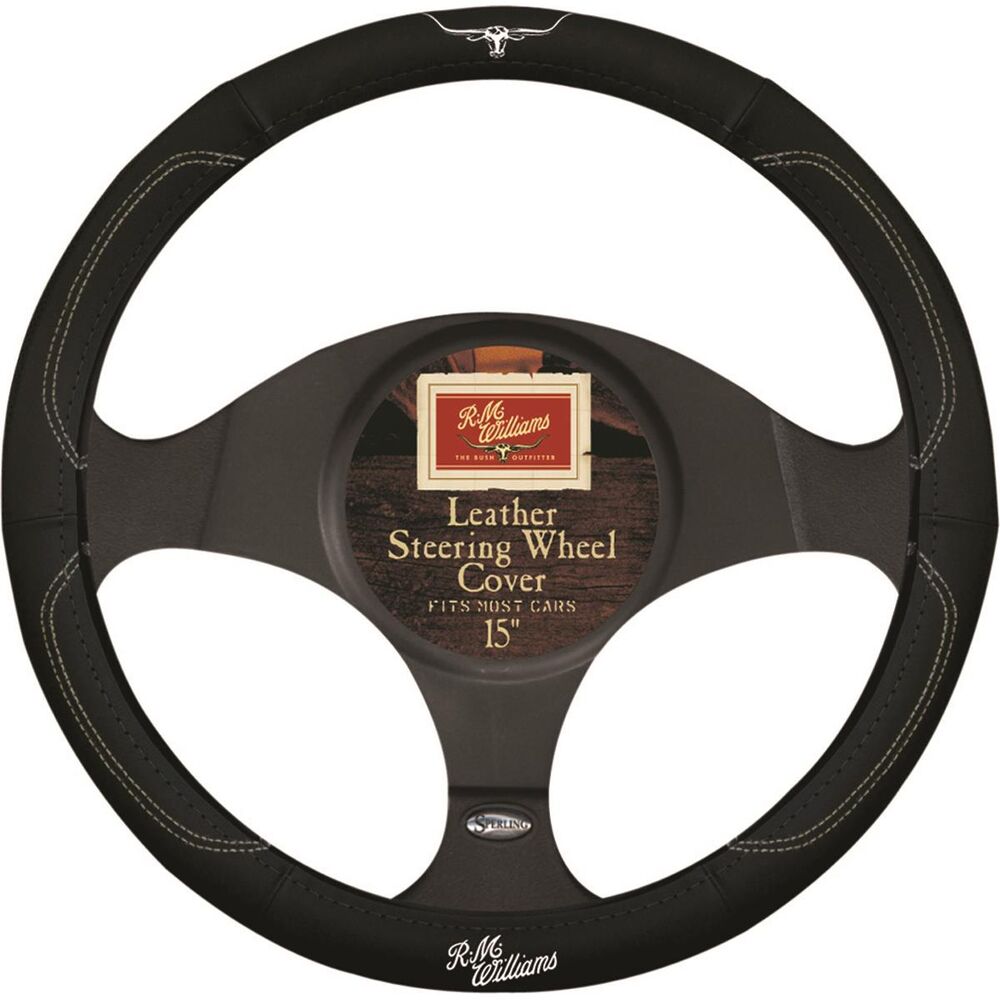 R.M.
Williams
THE BUSH OUTFITTER
Leather
Steering Wheel
Cover
FITS MOST CARS
15"
SPERLING
R.M.
Williams